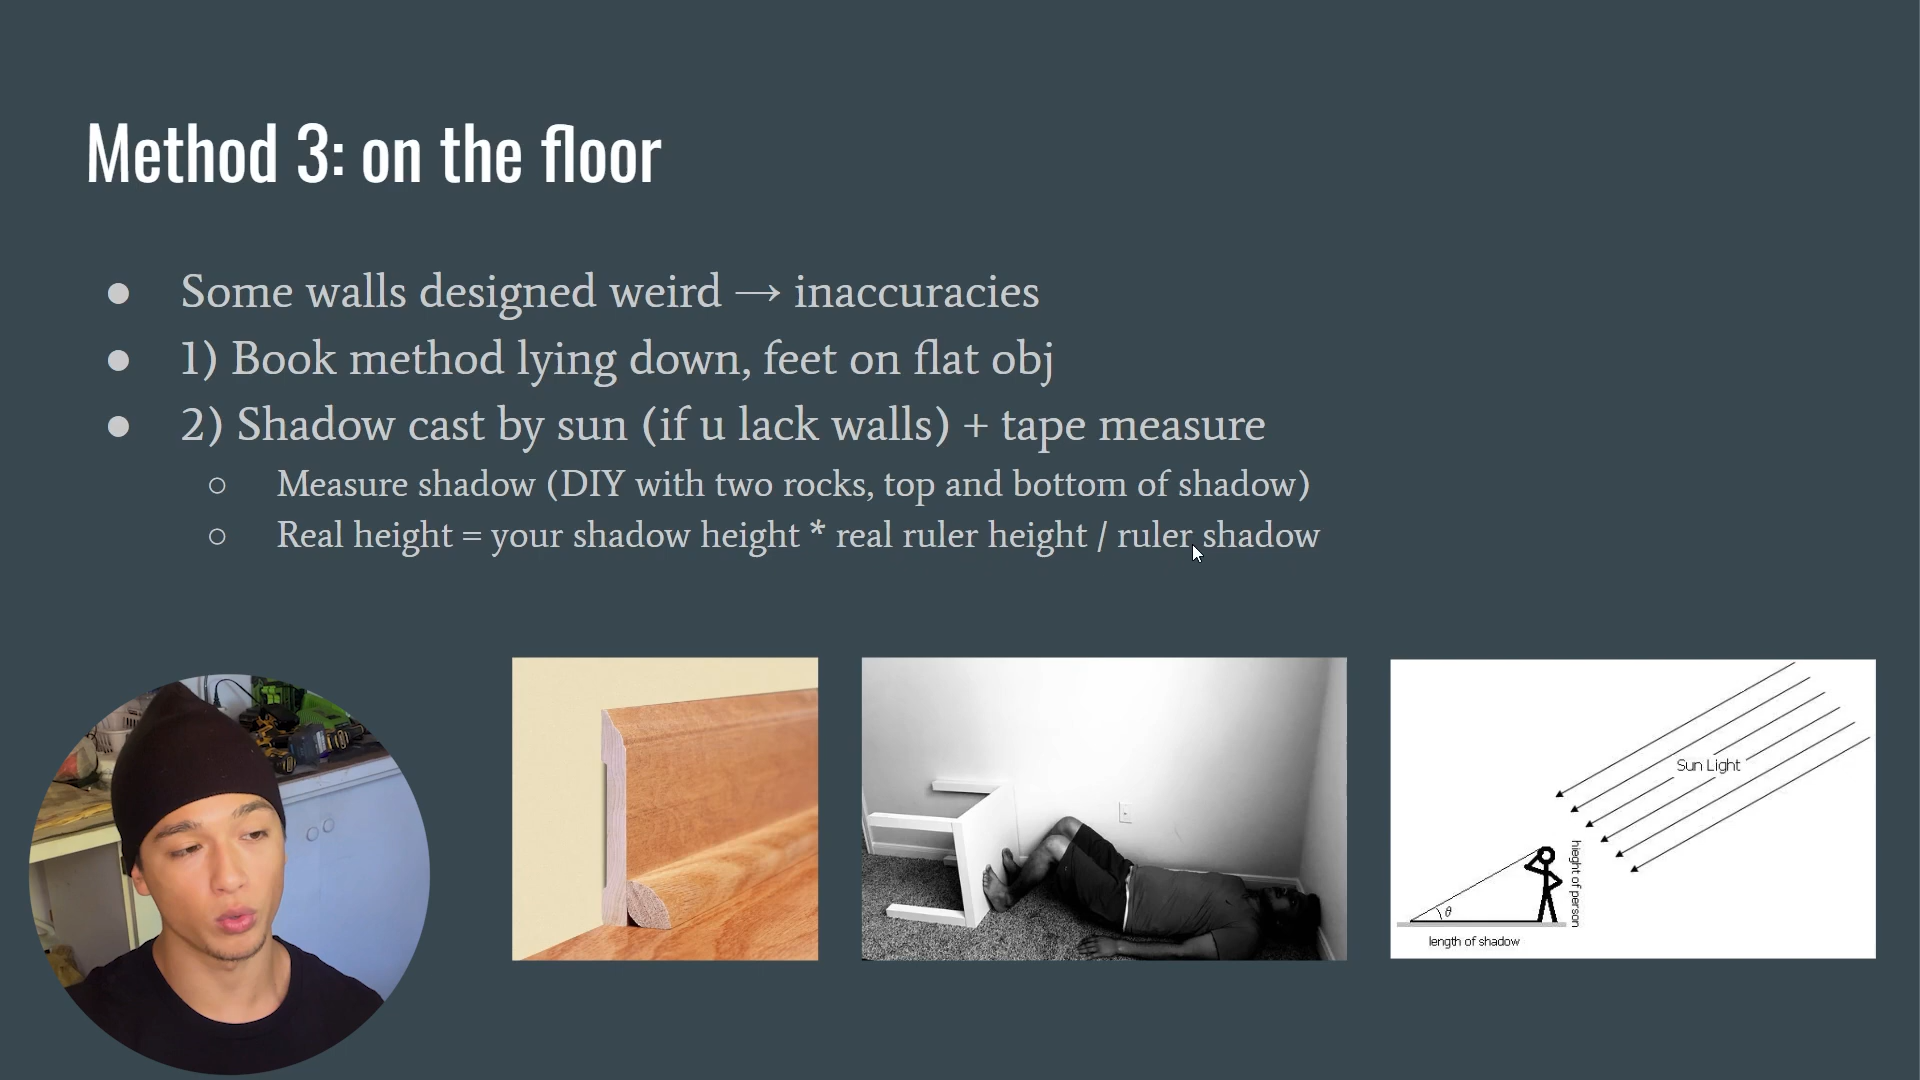 Method 3: on the floor
● Some walls designed weird → inaccuracies
● 1) Book method lying down, feet on flat obj
● 2) Shadow cast by sun (if u lack walls) + tape measure
○ Measure shadow (DIY with two rocks, top and bottom of shadow)
○ Real height = your shadow height * real ruler height / ruler shadow
Sun Light
hieght of person
θ
length of shadow